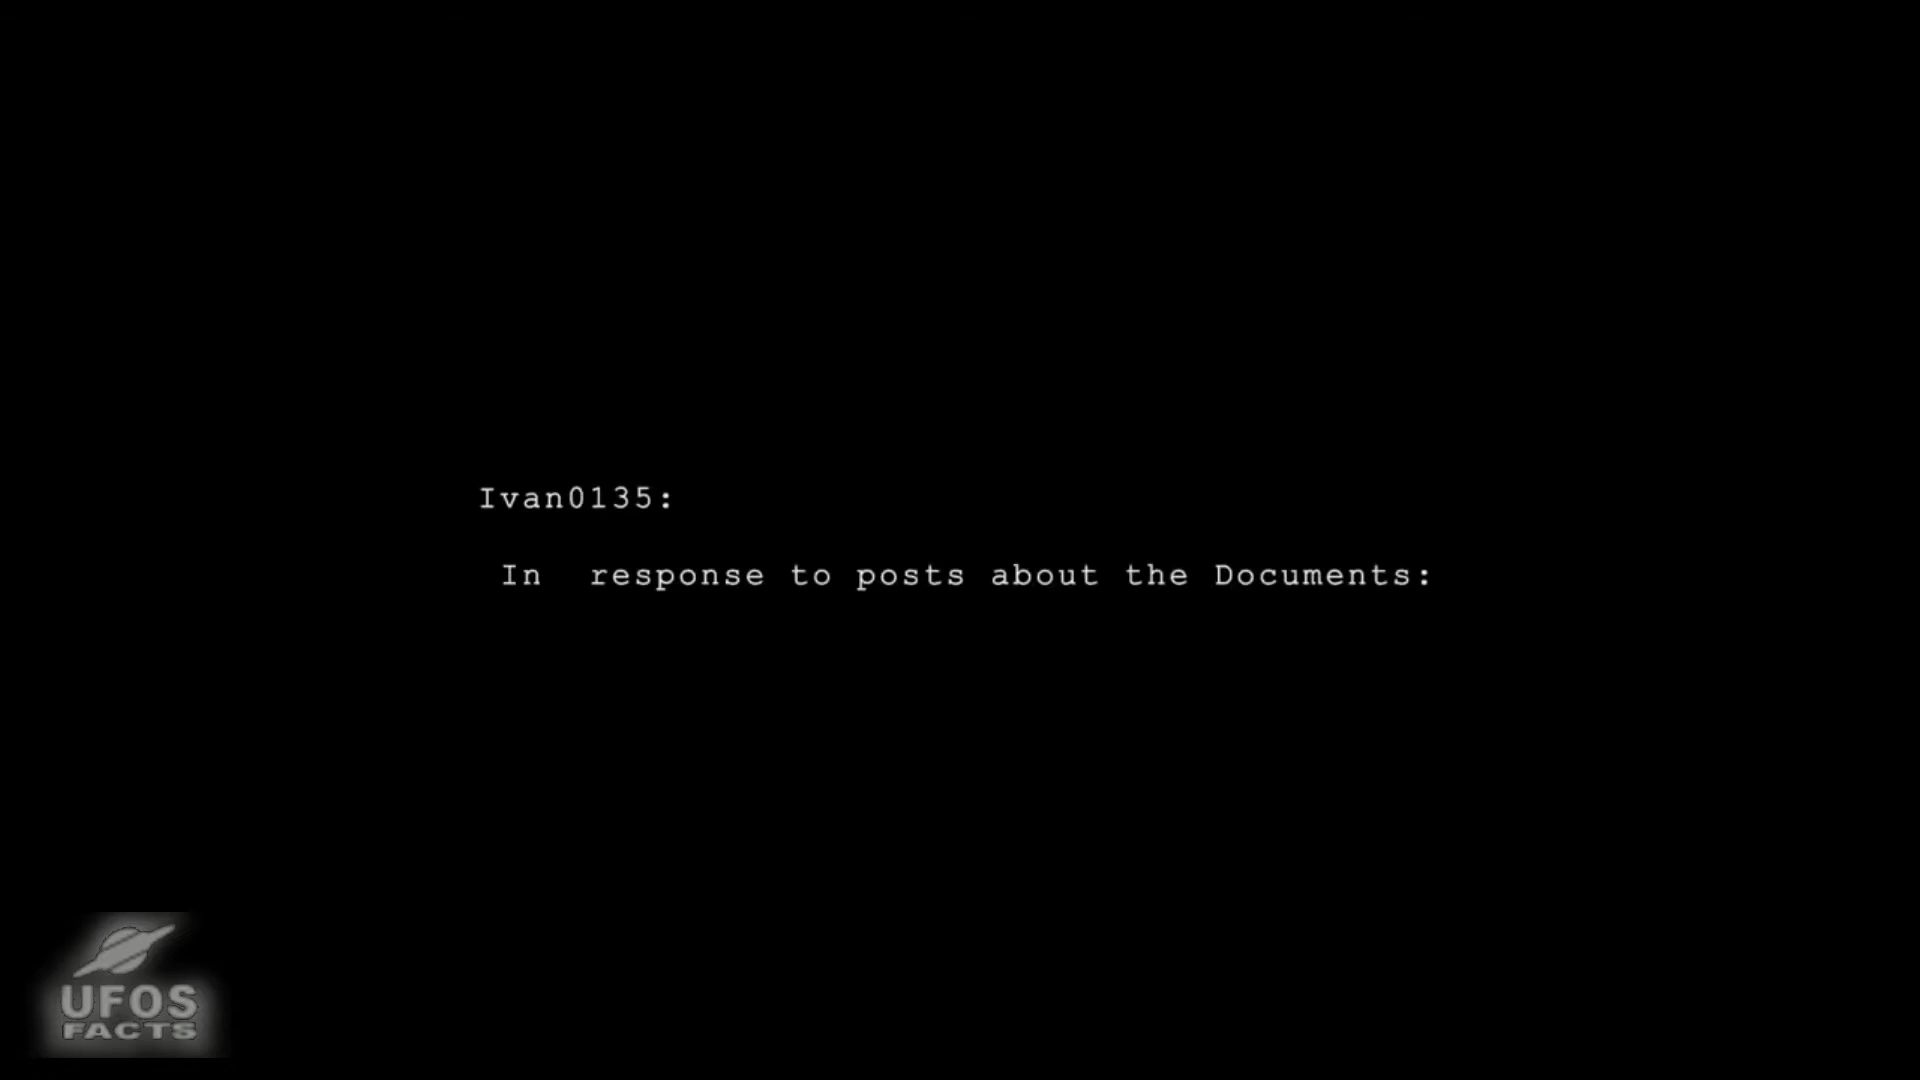 Ivan0135:
In  response to posts about the Documents:
UFOS
FACTS